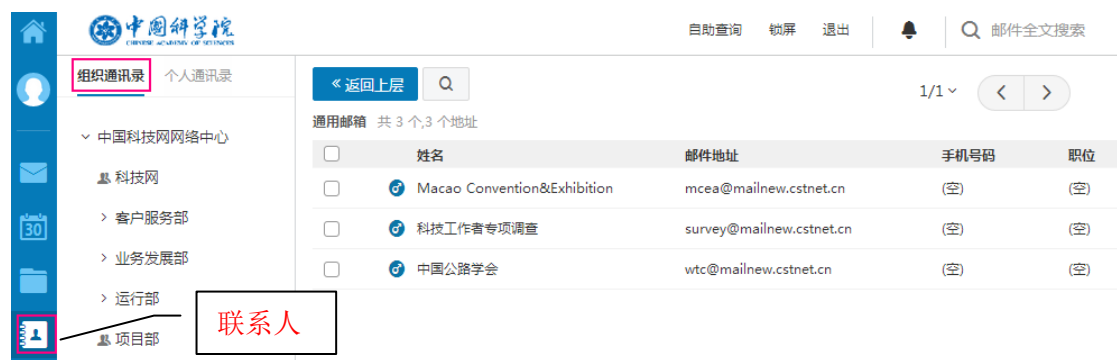 中国科学院
CHINESE ACADEMY OF SCIENCES
自助查询 锁屏 退出 邮件全文搜索
组织通讯录 个人通讯录
« 返回上层
1/1
通用邮箱 共 3 个,3 个地址
中国科技网网络中心
姓名 邮件地址 手机号码 职位
科技网
Macao Convention&Exhibition mcea@mailnew.cstnet.cn (空) (空)
客户服务部
科技工作者专项调查 survey@mailnew.cstnet.cn (空) (空)
30
业务发展部
中国公路学会 wtc@mailnew.cstnet.cn (空) (空)
运行部
联系人
项目部